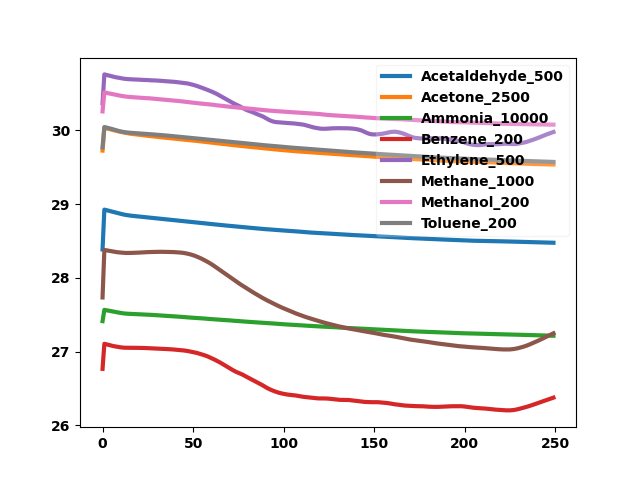 Acetaldehyde_500
Acetone_2500
Ammonia_10000
Benzene_200
Ethylene_500
Methane_1000
Methanol_200
Toluene_200
30
29
28
27
26
0 50 100 150 200 250